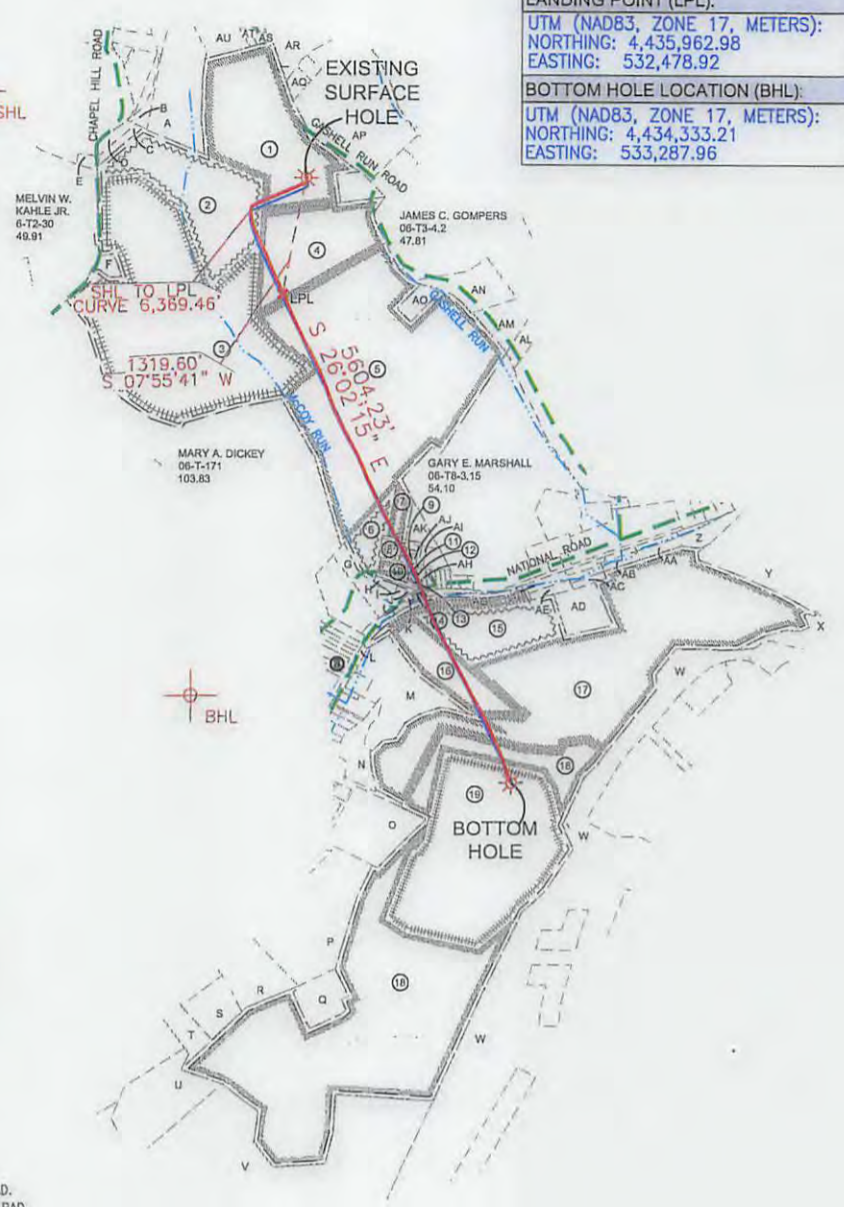 LANDING POINT (LPL):
UTM (NAD83, ZONE 17, METERS):
NORTHING: 4,435,962.98
EASTING: 532,478.92
BOTTOM HOLE LOCATION (BHL):
UTM (NAD83, ZONE 17, METERS):
NORTHING: 4,434,333.21
EASTING: 533,287.96
SHL
CHAPEL HILL ROAD
AU
AT
AS
AR
AQ
EXISTING
SURFACE
HOLE
AP
GASHELL RUN ROAD
B
A
C
D
E
1
2
MELVIN W.
KAHLE JR.
6-T2-30
49.91
JAMES C. GOMPERS
06-T3-4.2
47.81
4
F
SHL TO LPL
CURVE 6,369.46'
LPL
AO
GASHELL RUN
AN
AM
AL
3
1319.60'
S 07°55'41" W
5
5604.23'
S 26°02'15" E
McCOY RUN
MARY A. DICKEY
06-T-171
103.83
GARY E. MARSHALL
06-T8-3.15
54.10
7
9
6
AK
AJ
AI
8
11
12
10
AH
G
H
NATIONAL ROAD
Z
AA
AB
AC
AD
AE
Y
X
K
14
13
15
L
16
M
W
17
BHL
N
18
19
O
BOTTOM
HOLE
W
P
18
R
Q
S
T
U
W
V